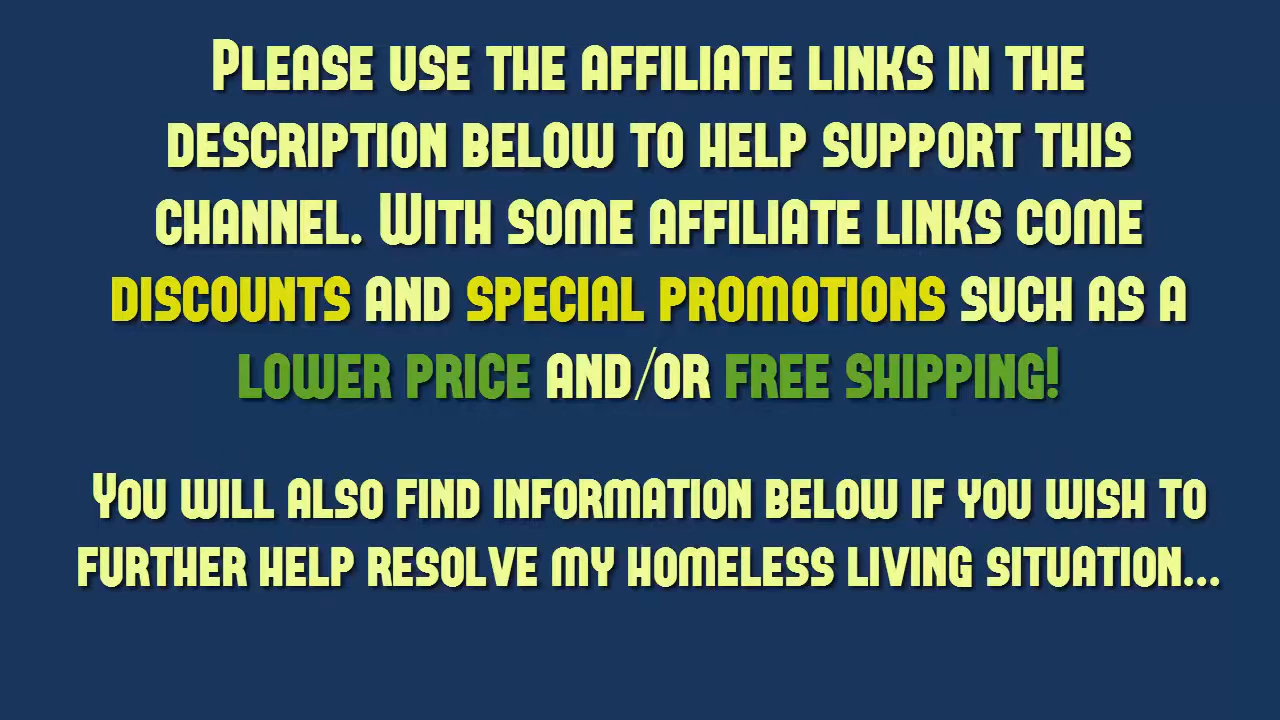 Please use the affiliate links in the
description below to help support this
channel. With some affiliate links come
discounts and special promotions such as a
lower price and/or free shipping!
You will also find information below if you wish to
further help resolve my homeless living situation...